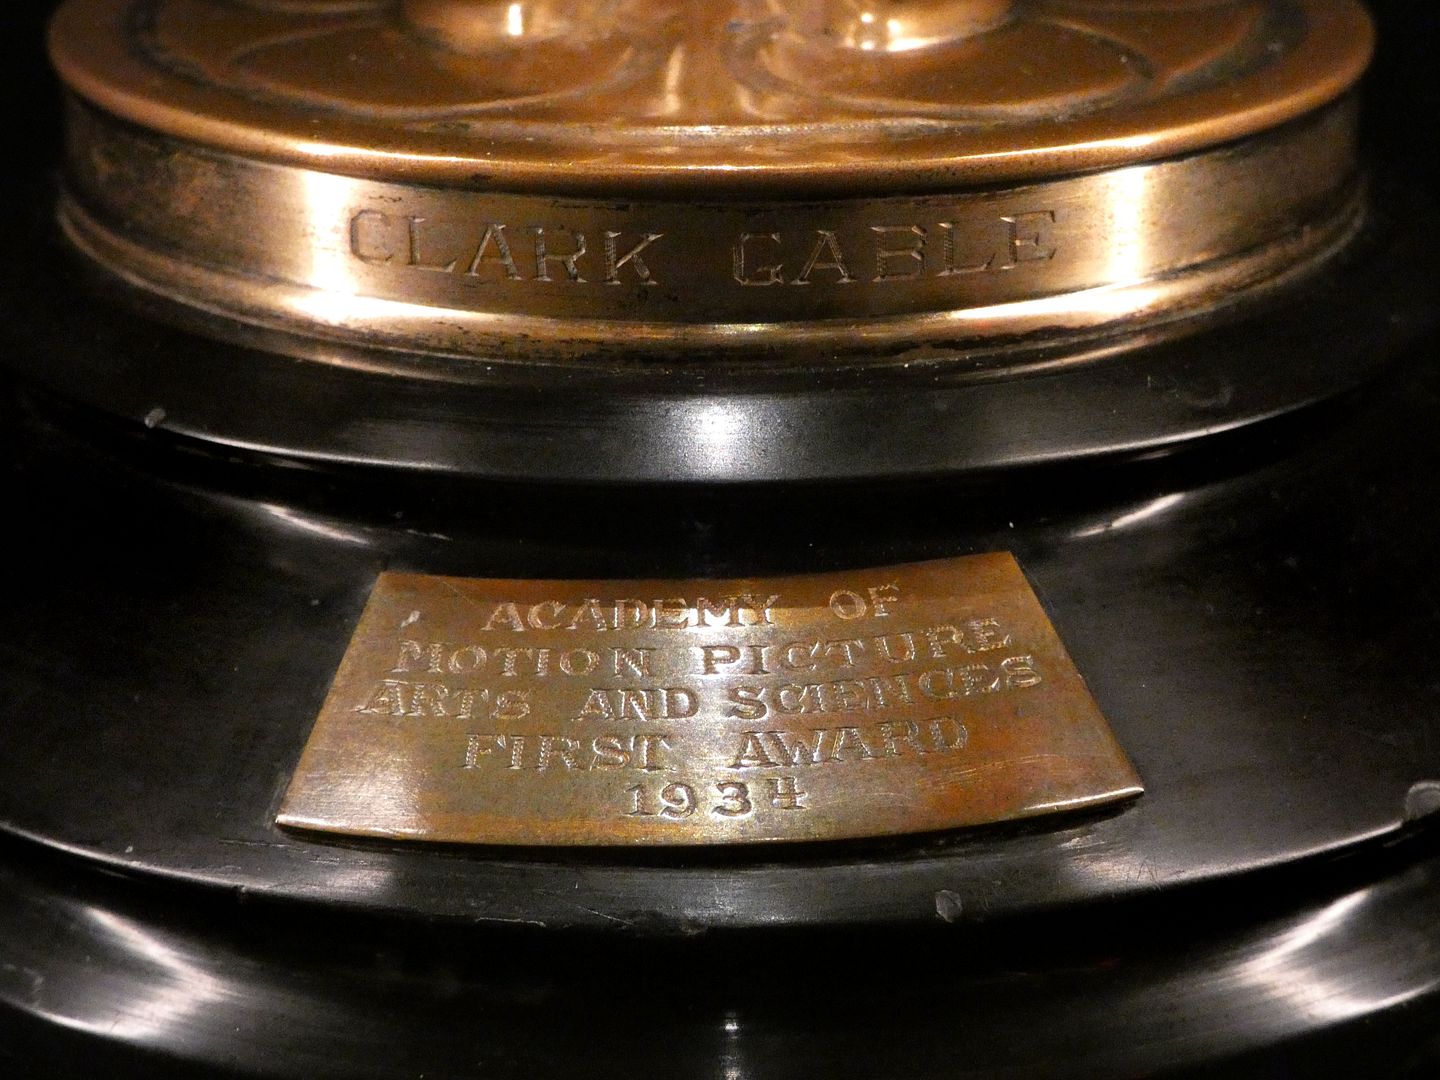 CLARK GABLE
ACADEMY OF
MOTION PICTURE
ARTS AND SCIENCES
FIRST AWARD
1934